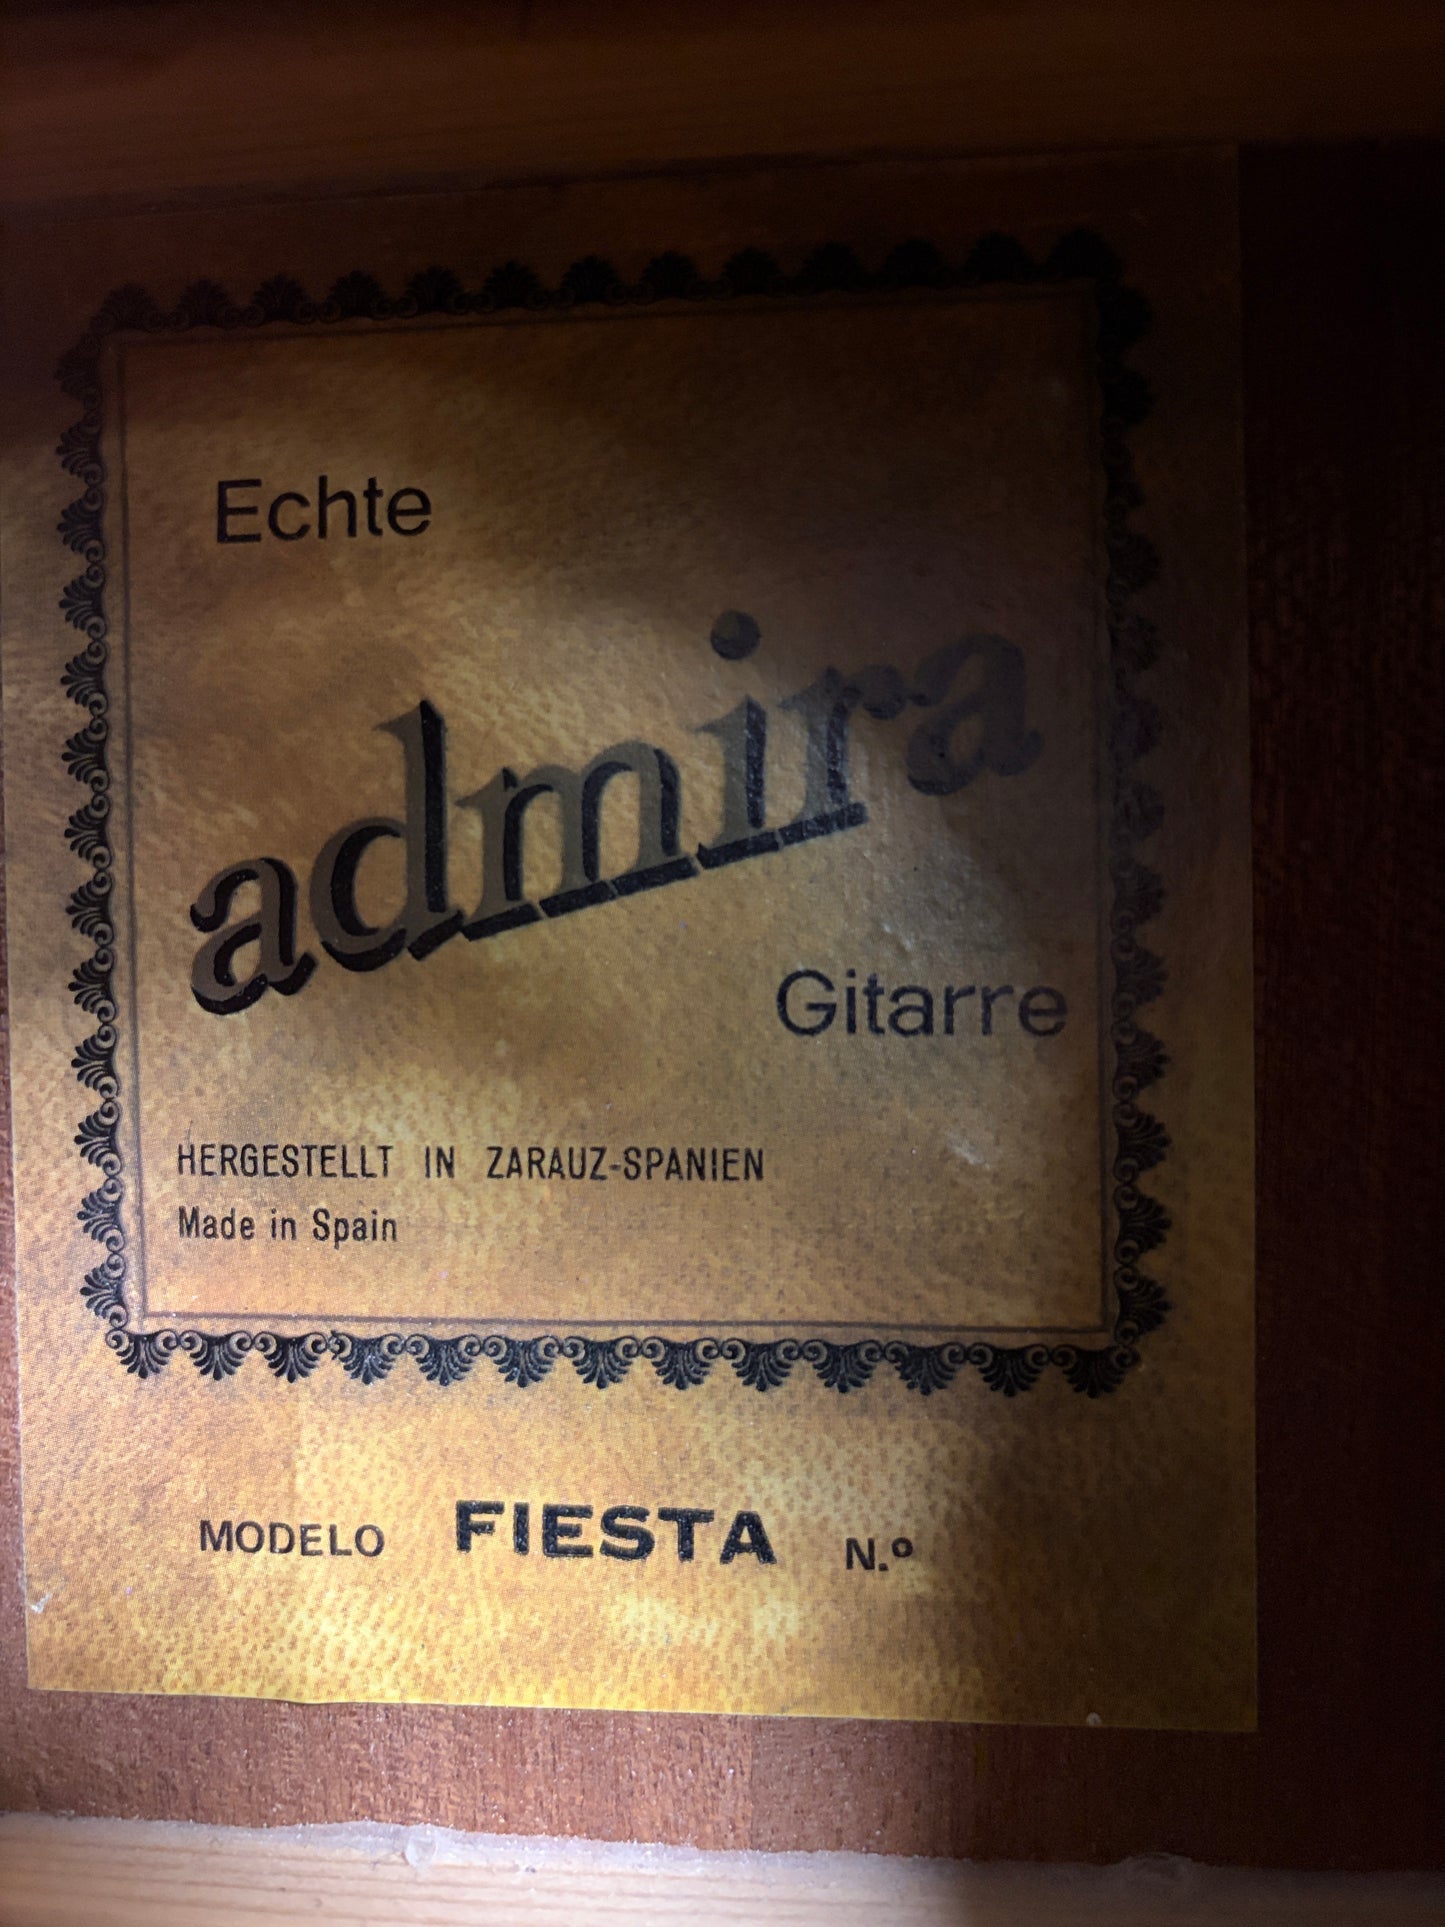 Echte
admira
Gitarre
HERGESTELLT IN ZARAUZ-SPANIEN
Made in Spain
MODELO FIESTA N.º